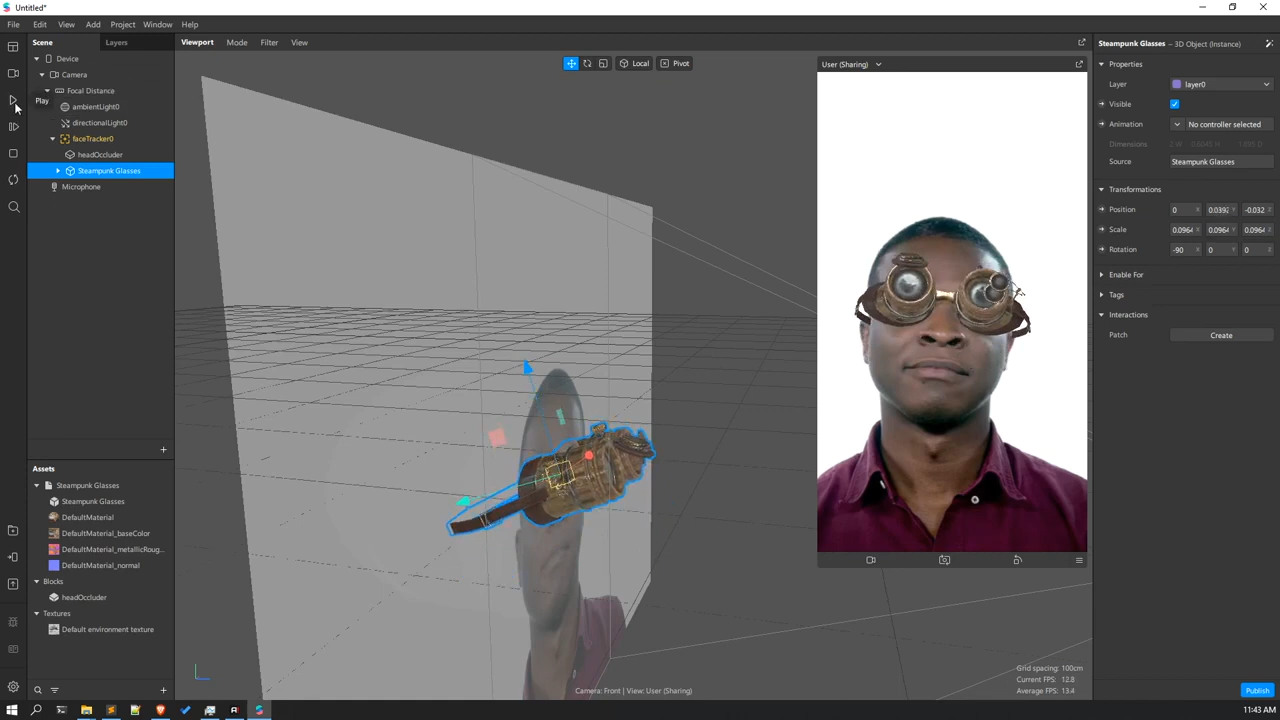 Untitled*
File Edit View Add Project Window Help
Scene Layers
Device
Camera
Focal Distance
ambientLight0
Play
directionalLight0
faceTracker0
headOccluder
Steampunk Glasses
Microphone
Assets
Steampunk Glasses
Steampunk Glasses
DefaultMaterial
DefaultMaterial_baseColor
DefaultMaterial_metallicRoug...
DefaultMaterial_normal
Blocks
headOccluder
Textures
Default environment texture
Viewport Mode Filter View
Local Pivot
User (Sharing)
Grid spacing: 100cm
Current FPS: 12.8
Average FPS: 13.4
Camera: Front | View: User (Sharing)
Steampunk Glasses – 3D Object (Instance)
Properties
Layer layer0
Visible
Animation No controller selected
Dimensions
Source Steampunk Glasses
Transformations
Position 0 X 0.0392 Y -0.032 Z
Scale 0.0964 X 0.0964 Y 0.0964 Z
Rotation -90 X 0 Y 0 Z
Enable For
Tags
Interactions
Patch Create
Publish
11:43 AM